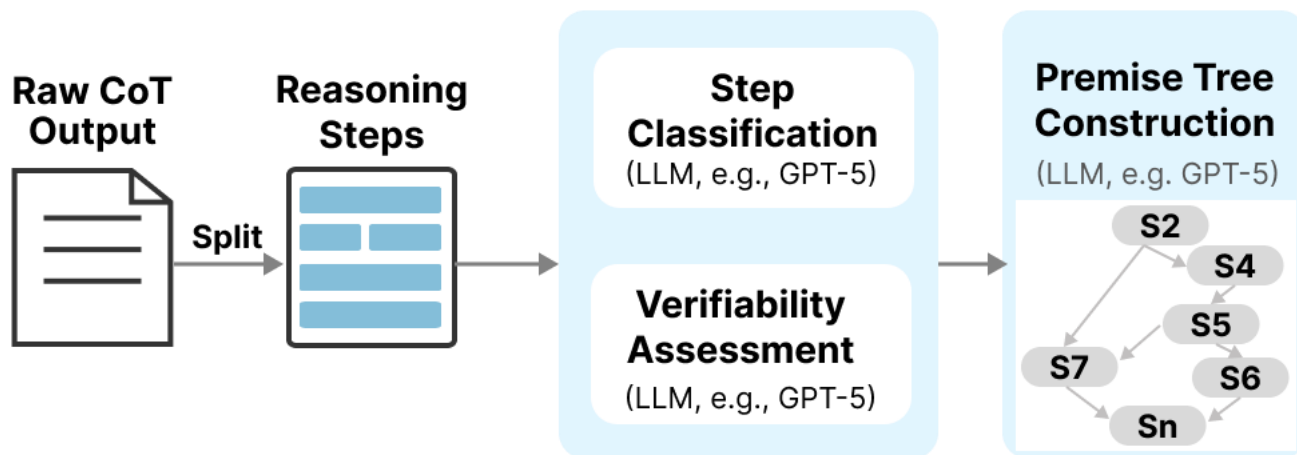 Raw CoT
Output
Split
Reasoning
Steps
Step
Classification
(LLM, e.g., GPT-5)
Verifiability
Assessment
(LLM, e.g., GPT-5)
Premise Tree
Construction
(LLM, e.g. GPT-5)
S2
S4
S5
S7
S6
Sn